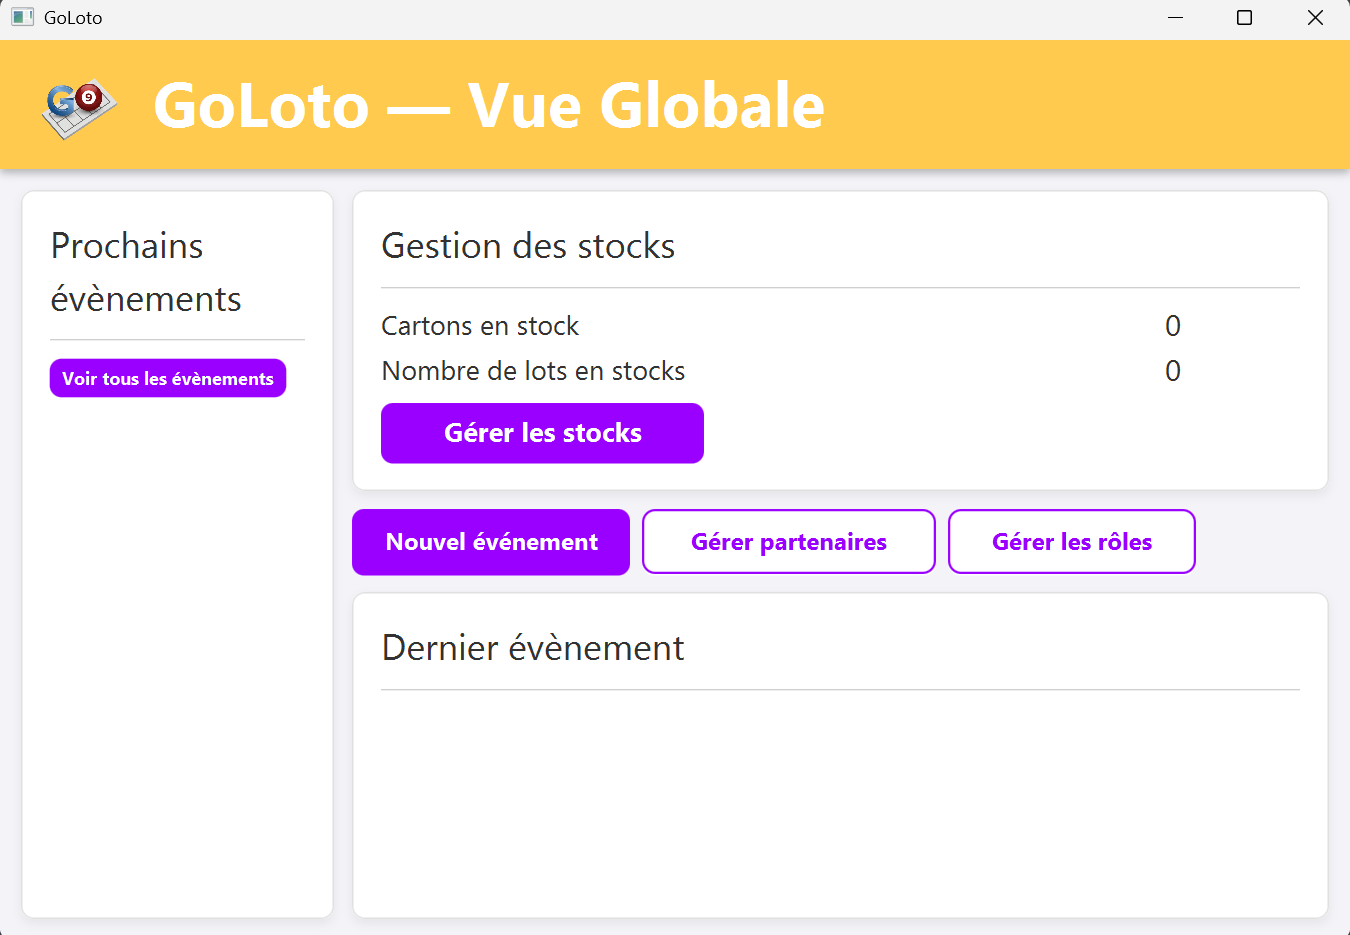 GoLoto
G 9
GoLoto — Vue Globale
Prochains
évènements
Voir tous les évènements
Gestion des stocks
Cartons en stock 0
Nombre de lots en stocks 0
Gérer les stocks
Nouvel événement
Gérer partenaires
Gérer les rôles
Dernier évènement